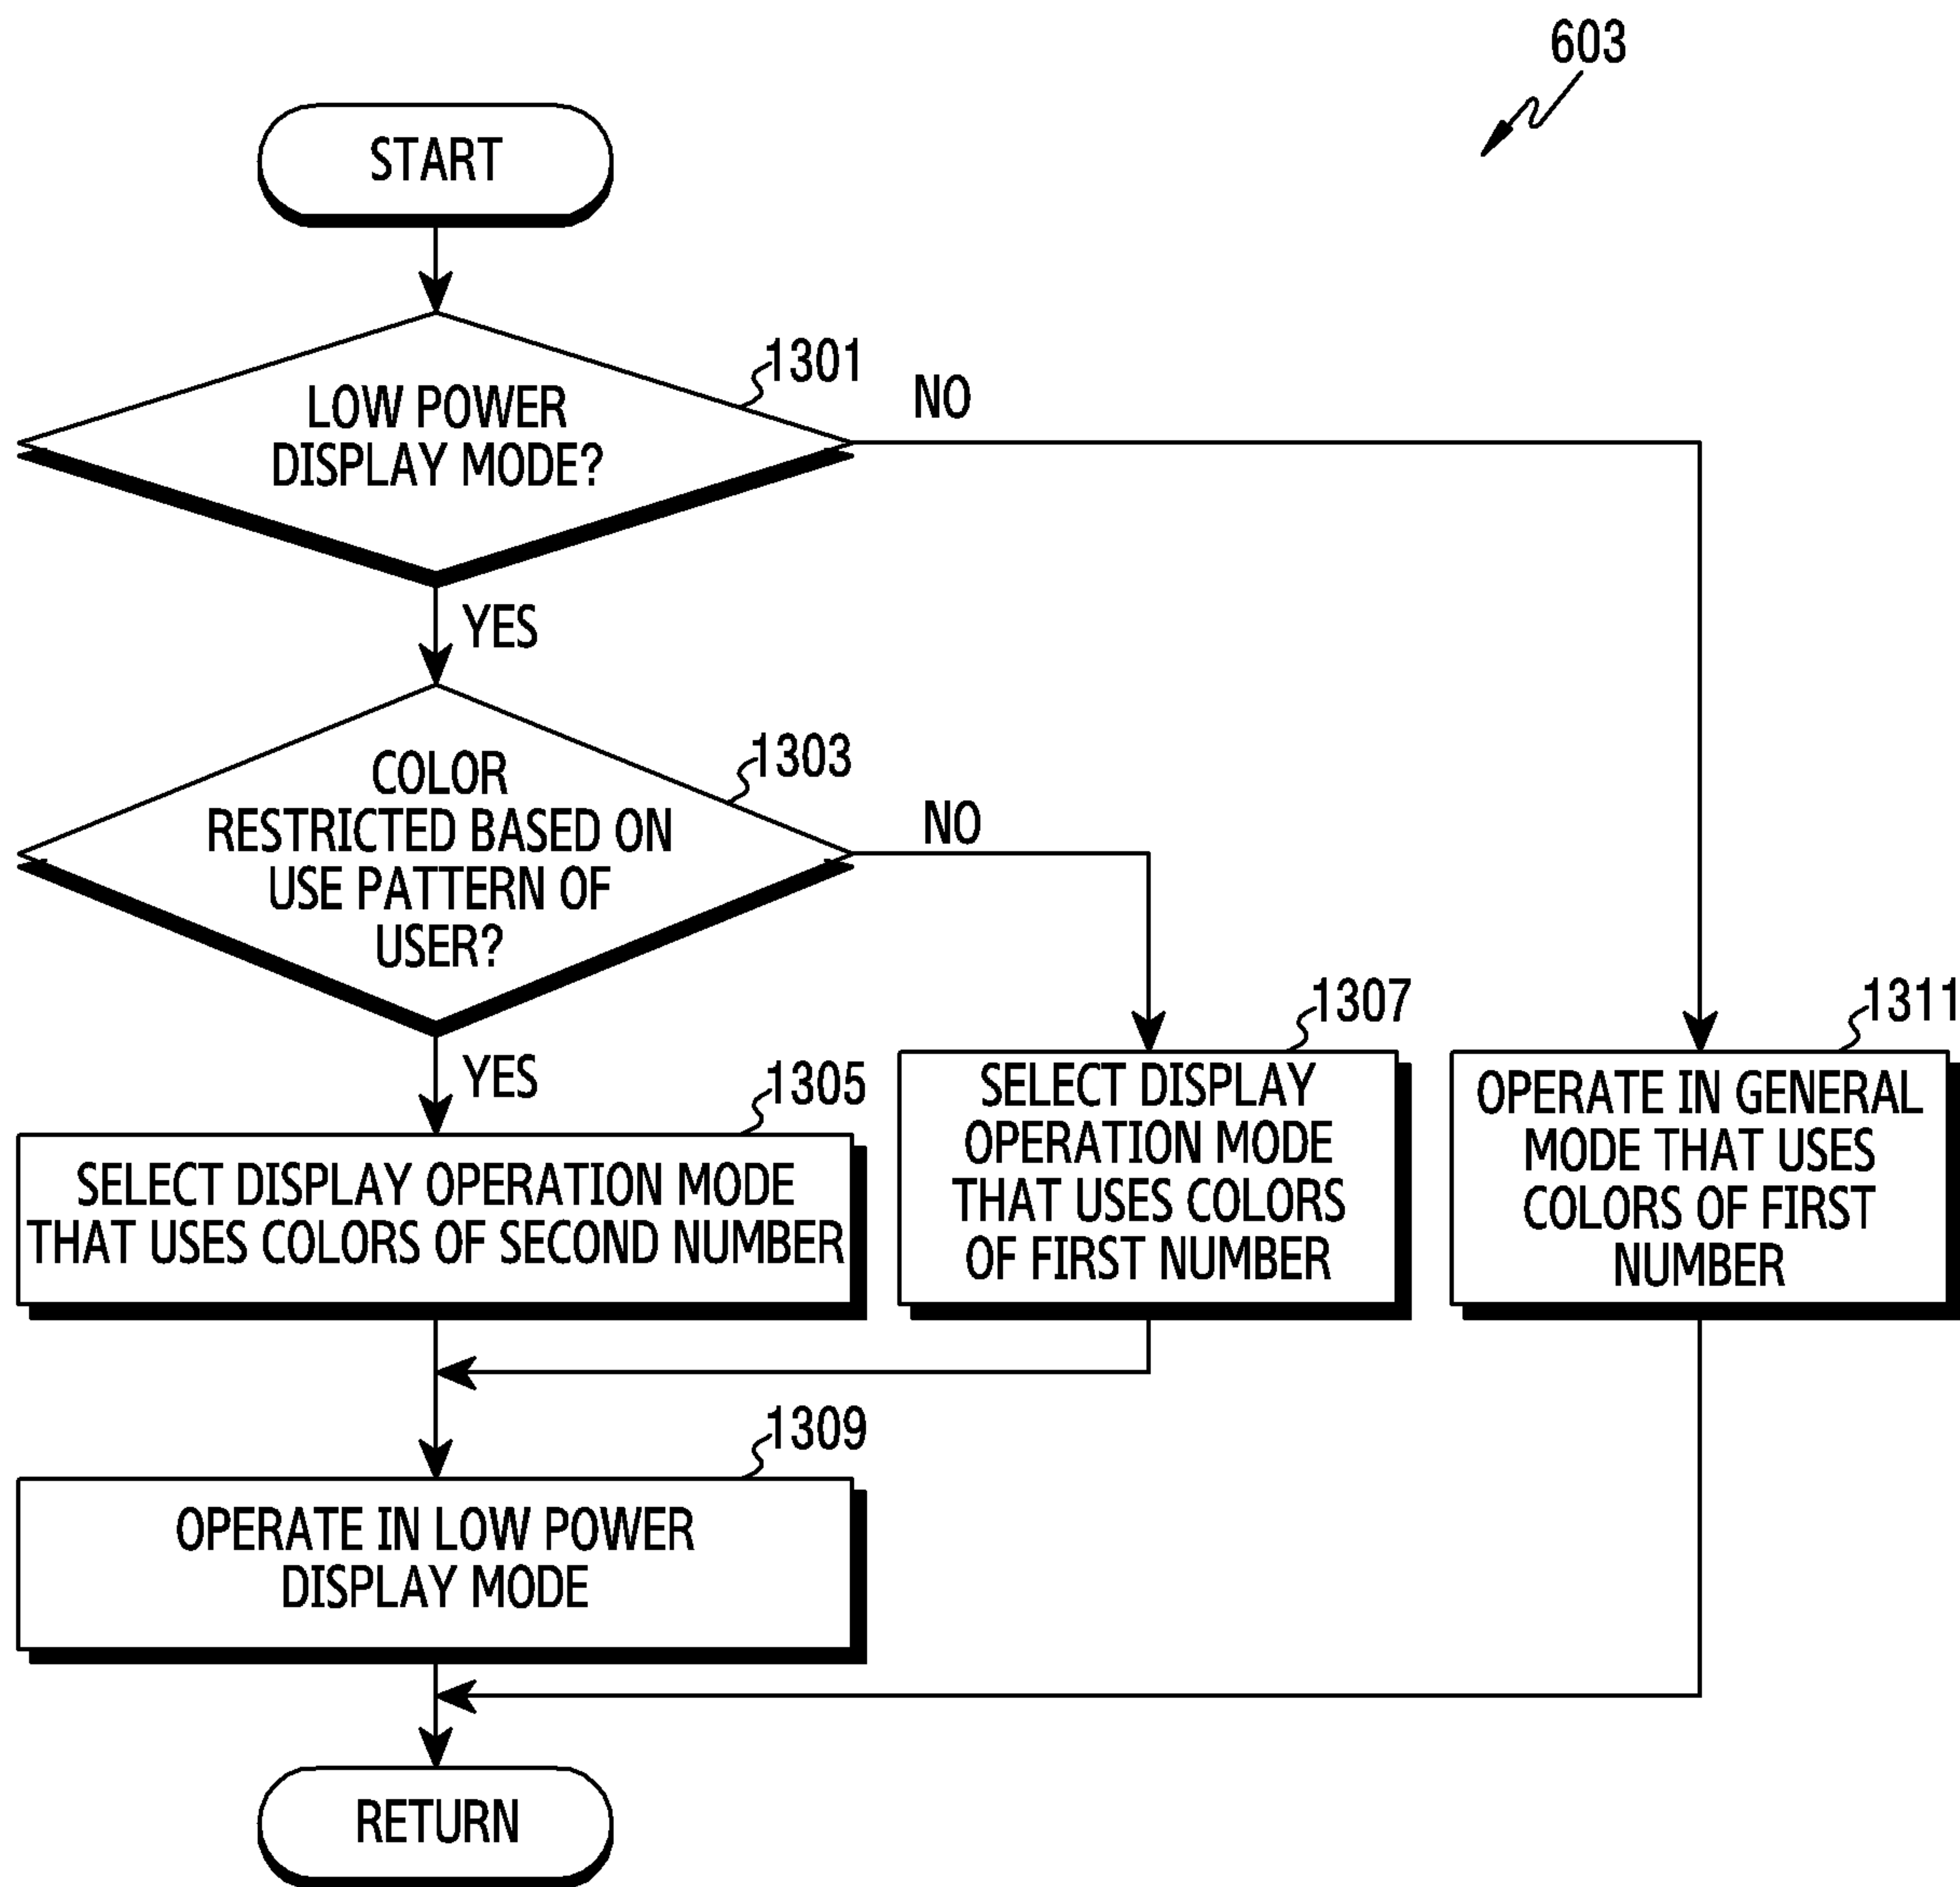 603
START
1301
LOW POWER
DISPLAY MODE?
NO
YES
1303
COLOR
RESTRICTED BASED ON
USE PATTERN OF
USER?
NO
YES
1305
SELECT DISPLAY OPERATION MODE
THAT USES COLORS OF SECOND NUMBER
1307
SELECT DISPLAY
OPERATION MODE
THAT USES COLORS
OF FIRST NUMBER
1311
OPERATE IN GENERAL
MODE THAT USES
COLORS OF FIRST
NUMBER
1309
OPERATE IN LOW POWER
DISPLAY MODE
RETURN